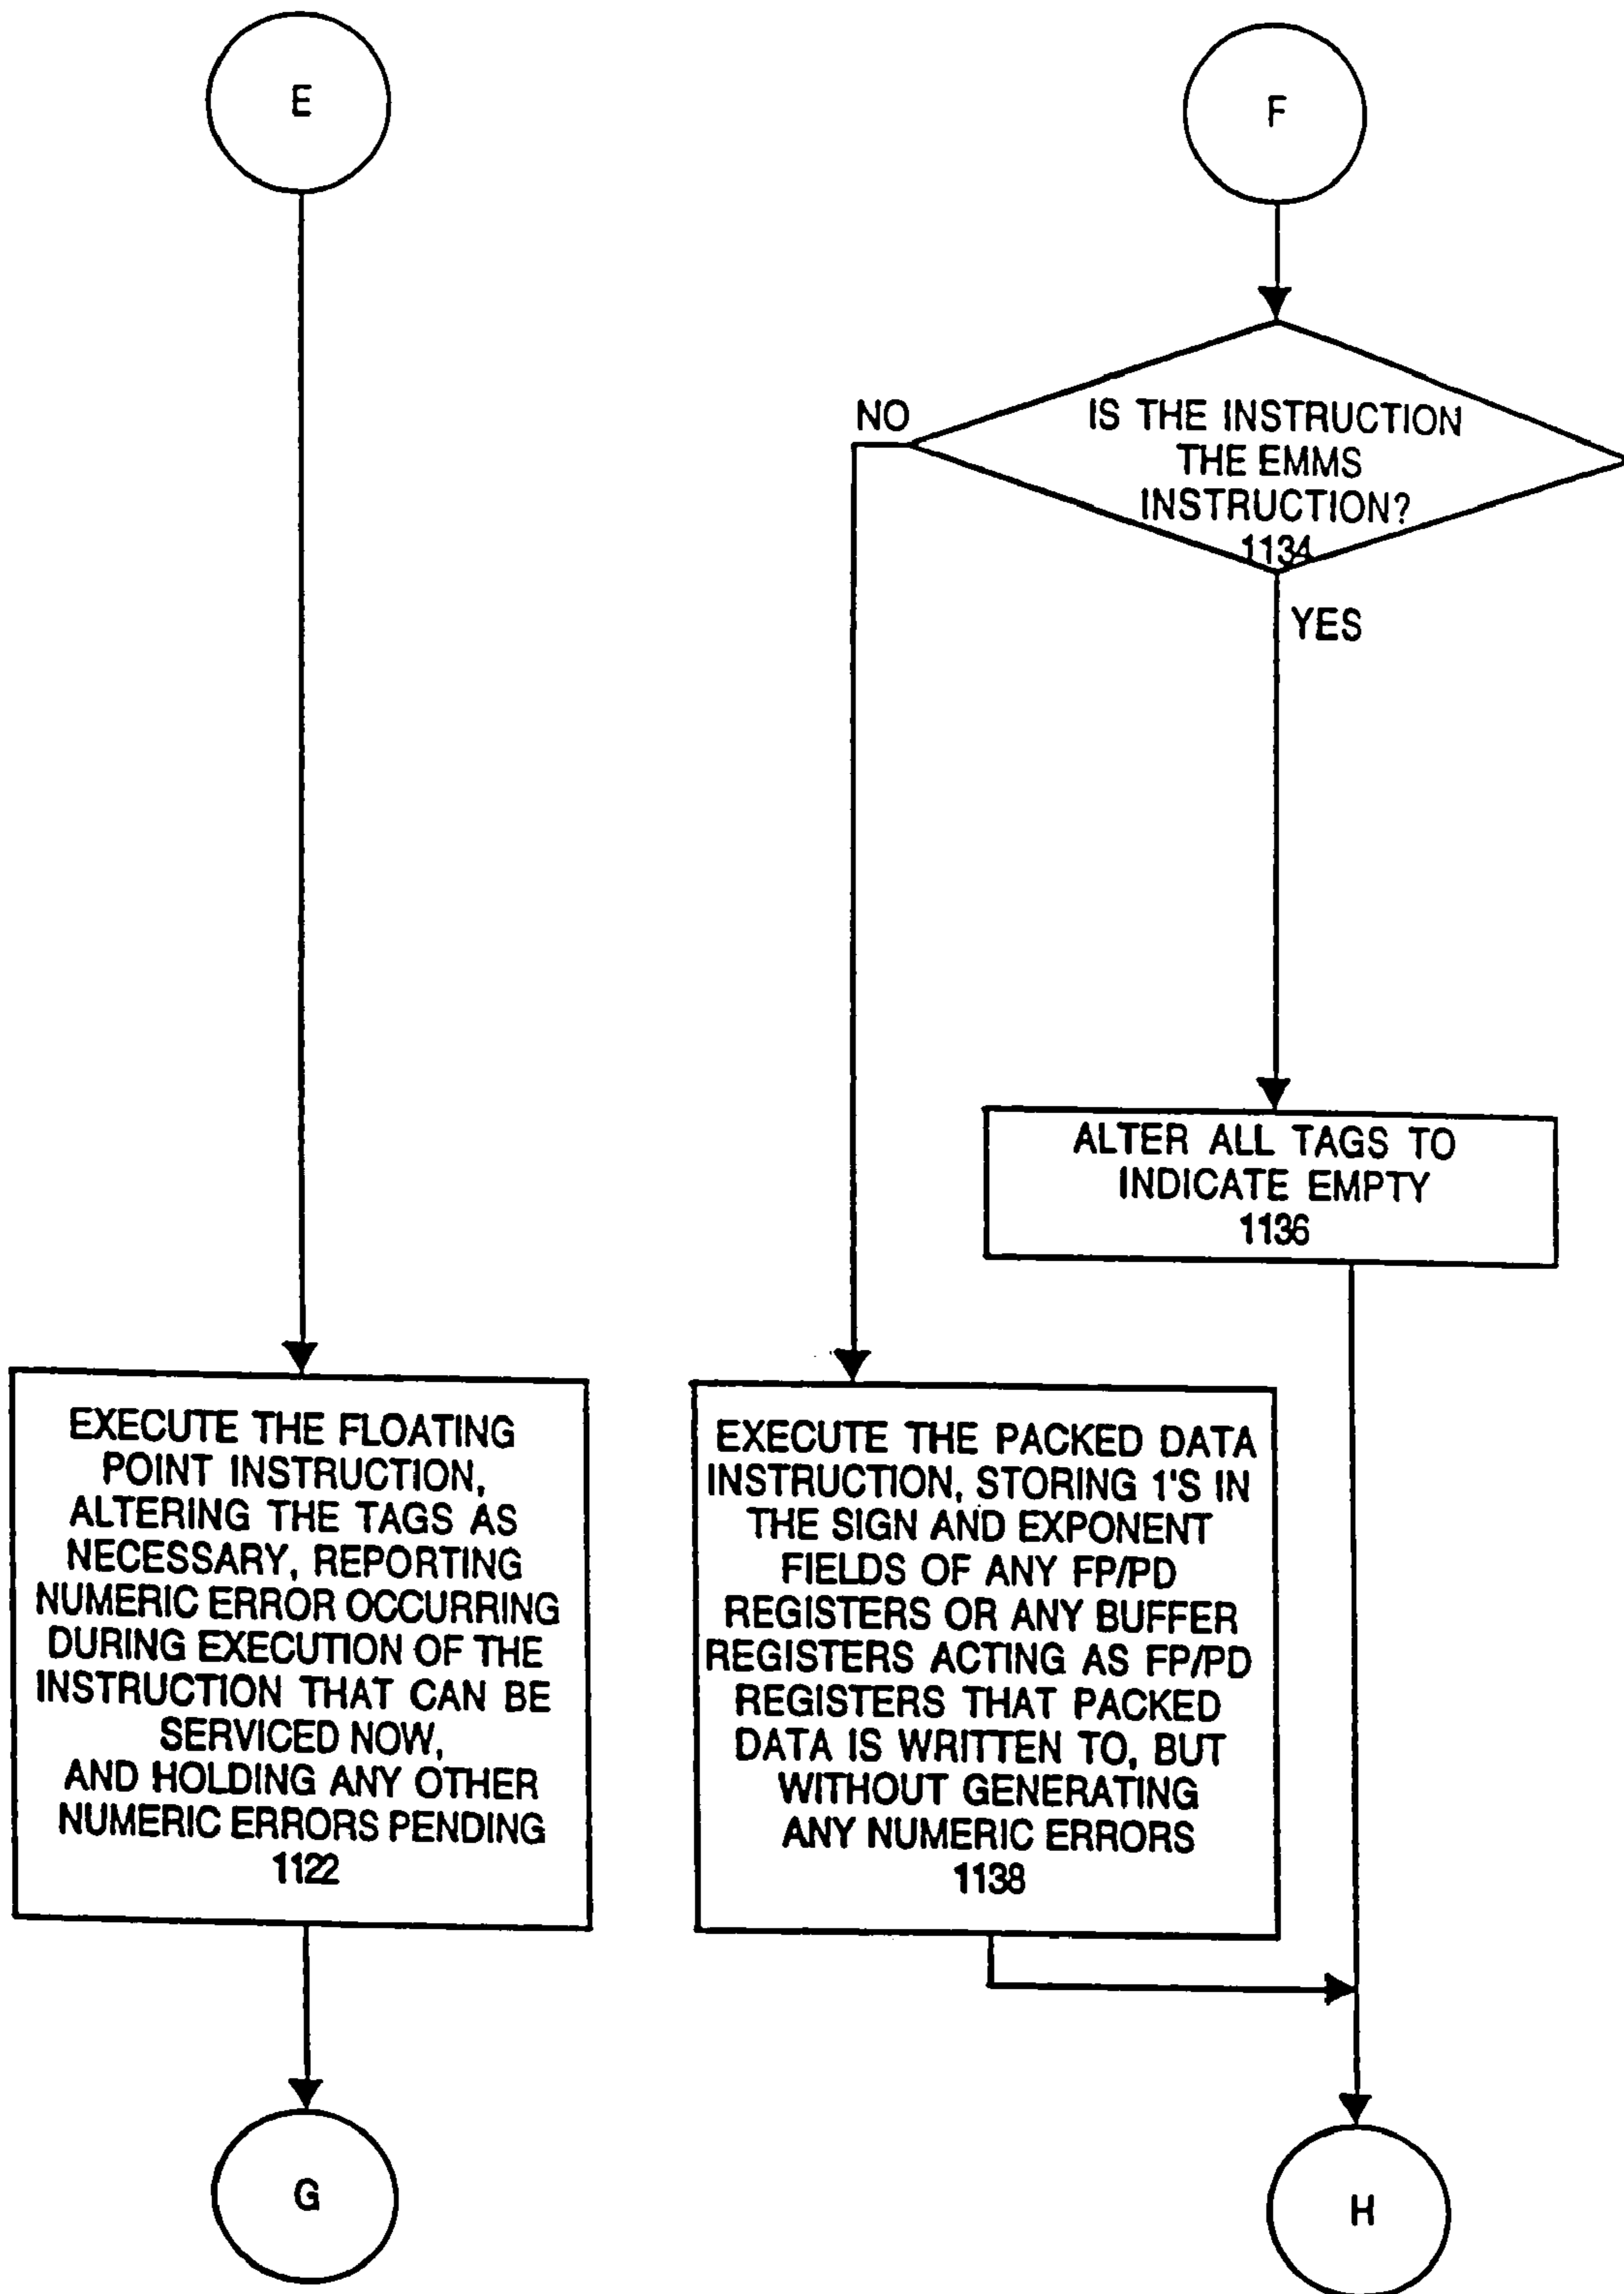 E
F
NO
IS THE INSTRUCTION
THE EMMS
INSTRUCTION?
1134
YES
ALTER ALL TAGS TO
INDICATE EMPTY
1136
EXECUTE THE FLOATING
POINT INSTRUCTION,
ALTERING THE TAGS AS
NECESSARY, REPORTING
NUMERIC ERROR OCCURRING
DURING EXECUTION OF THE
INSTRUCTION THAT CAN BE
SERVICED NOW,
AND HOLDING ANY OTHER
NUMERIC ERRORS PENDING
1122
EXECUTE THE PACKED DATA
INSTRUCTION, STORING 1'S IN
THE SIGN AND EXPONENT
FIELDS OF ANY FP/PD
REGISTERS OR ANY BUFFER
REGISTERS ACTING AS FP/PD
REGISTERS THAT PACKED
DATA IS WRITTEN TO, BUT
WITHOUT GENERATING
ANY NUMERIC ERRORS
1138
G
H